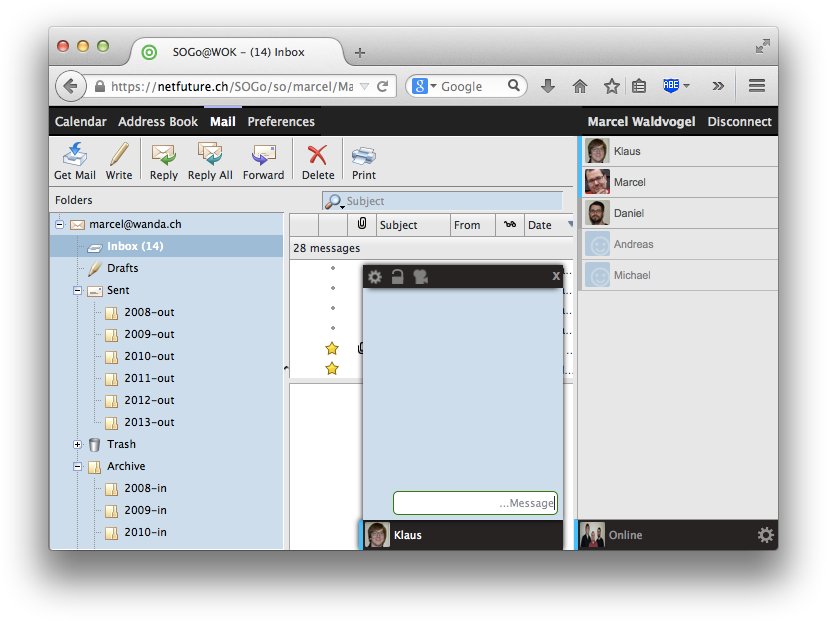 SOGo@WOK – (14) Inbox
https://netfuture.ch/SOGo/so/marcel/Ma
Google
ABP
Calendar Address Book Mail Preferences Marcel Waldvogel Disconnect
Get Mail Write Reply Reply All Forward Delete Print
Folders
Subject
marcel@wanda.ch
Inbox (14)
Drafts
Sent
2008-out
2009-out
2010-out
2011-out
2012-out
2013-out
Trash
Archive
2008-in
2009-in
2010-in
Subject From Date
28 messages
X
...Message
Klaus
Klaus
Marcel
Daniel
Andreas
Michael
Online